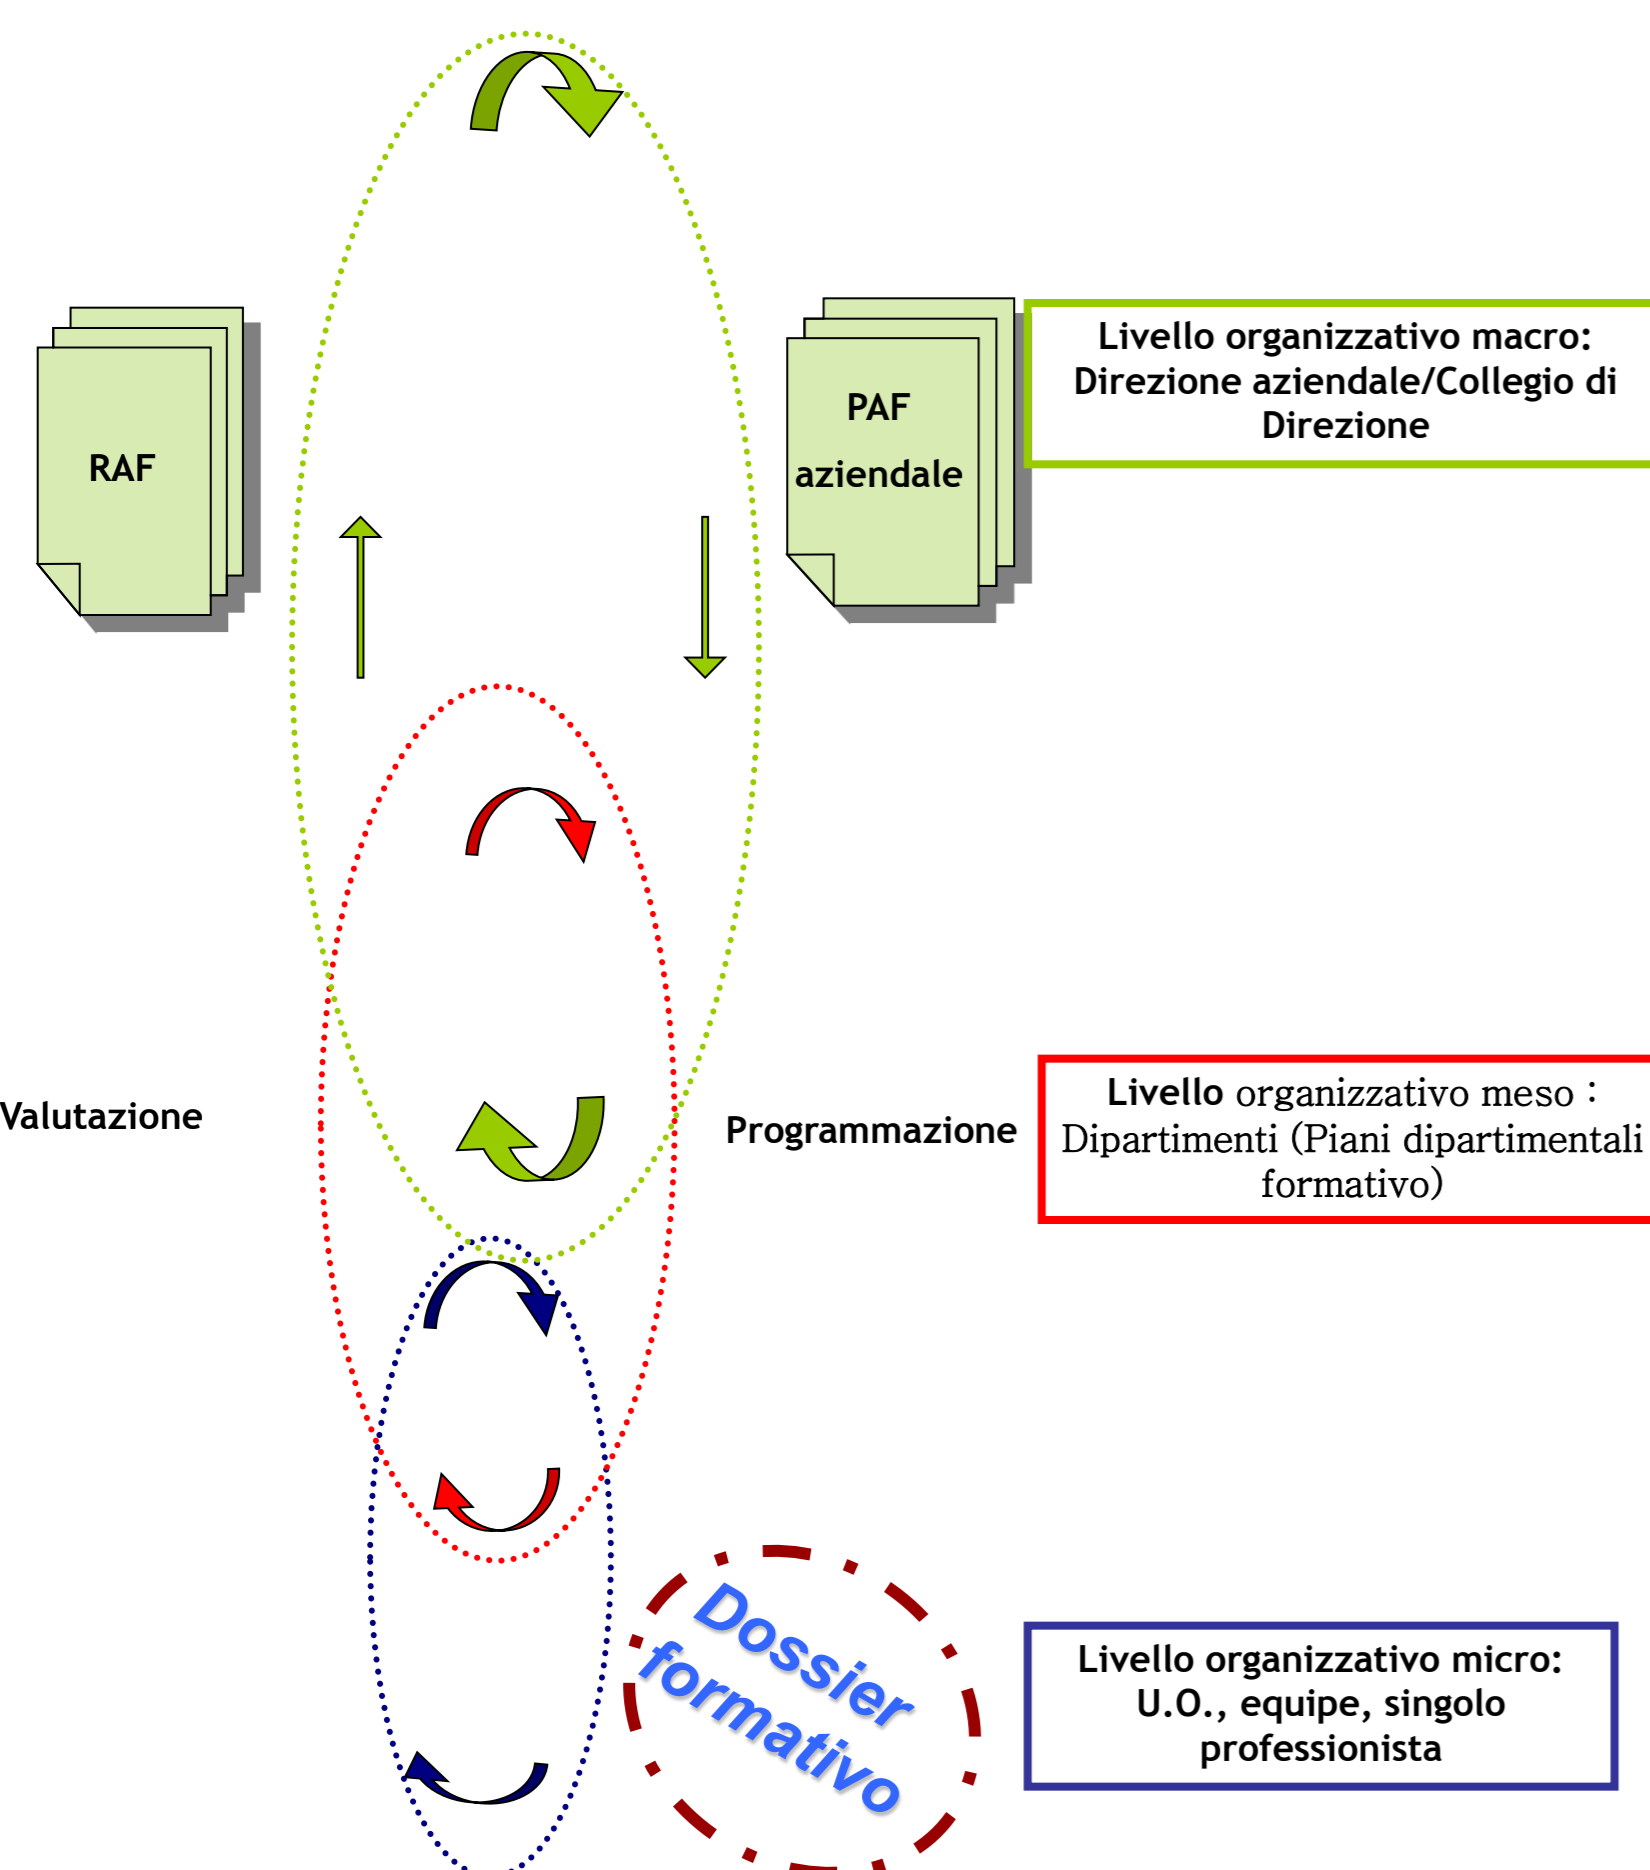 RAF
PAF
aziendale
Livello organizzativo macro:
Direzione aziendale/Collegio di
Direzione
Valutazione
Programmazione
Livello organizzativo meso :
Dipartimenti (Piani dipartimentali
formativo)
Dossier
formativo
Livello organizzativo micro:
U.O., equipe, singolo
professionista